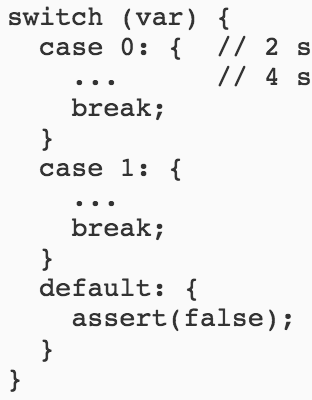 switch (var) {
  case 0: {  // 2 s
    ...      // 4 s
    break;
  }
  case 1: {
    ...
    break;
  }
  default: {
    assert(false);
  }
}